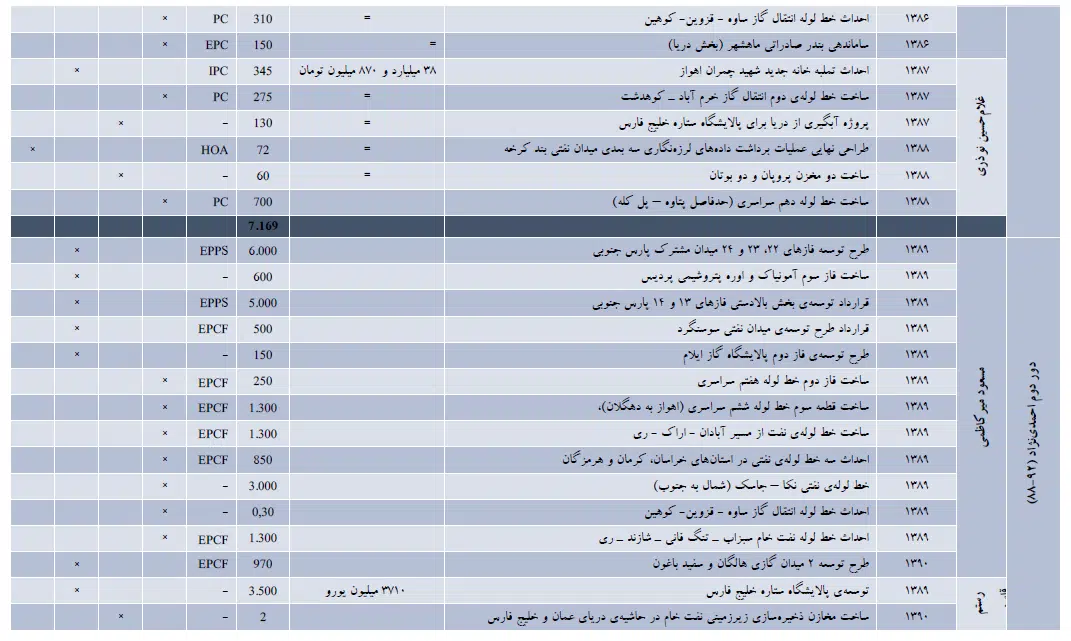 ۱۳۸۶ احداث خط لوله انتقال گاز ساوه - قزوین- کوهین = 310 PC ×
۱۳۸۶ ساماندهی بندر صادراتی ماهشهر (بخش دریا) = 150 EPC ×
غلام‌حسین نوذری
۱۳۸۷ احداث تملبه خانه جدید شهید چمران اهواز ۳۸ میلیارد و ۸۷۰ میلیون تومان 345 IPC ×
۱۳۸۷ ساخت خط لوله‌ی دوم انتقال گاز خرم آباد _ کوهدشت = 275 PC ×
۱۳۸۷ پروژه آبگیری از دریا برای پالایشگاه ستاره خلیج فارس = 130 – ×
۱۳۸۸ طراحی نهایی عملیات برداشت داده‌های لرزه‌نگاری سه بعدی میدان نفتی بند کرخه = 72 HOA ×
۱۳۸۸ ساخت دو مخزن پروپان و دو بوتان = 60 – ×
۱۳۸۸ ساخت خط لوله دهم سراسری (حدفاصل پتاوه – پل کله) 700 PC ×
7.169
دور دوم احمدی‌نژاد (۹۲-۸۸)
مسعود میرکاظمی
۱۳۸۹ طرح توسعه فازهای ۲۲، ۲۳ و ۲۴ میدان مشترک پارس جنوبی 6.000 EPPS ×
۱۳۸۹ ساخت فاز سوم آمونیاک و اوره پتروشیمی پردیس 600 – ×
۱۳۸۹ قرارداد توسعه‌ی بخش بالادستی فازهای ۱۳ و ۱۴ پارس جنوبی 5.000 EPPS ×
۱۳۸۹ قرارداد طرح توسعه‌ی میدان نفتی سوسنگرد 500 EPCF ×
۱۳۸۹ طرح توسعه‌ی فاز دوم پالایشگاه گاز ایلام 150 – ×
۱۳۸۹ ساخت فاز دوم خط لوله هفتم سراسری 250 EPCF ×
۱۳۸۹ ساخت قطعه سوم خط لوله ششم سراسری (اهواز به دهگلان)، 1.300 EPCF ×
۱۳۸۹ ساخت خط لوله‌ی نفت از مسیر آبادان - اراک - ری 1.300 EPCF ×
۱۳۸۹ احداث سه خط لوله‌ی نفتی در استان‌های خراسان، کرمان و هرمزگان 850 EPCF ×
۱۳۸۹ خط لوله‌ی نفتی نکا – جاسک (شمال به جنوب) 3.000 – ×
۱۳۸۹ احداث خط لوله انتقال گاز ساوه - قزوین- کوهین 0,30 – ×
۱۳۸۹ احداث خط لوله نفت خام سبزاب _ تنگ فانی _ شازند _ ری 1.300 EPCF ×
۱۳۹۰ طرح توسعه ۲ میدان گازی هالگان و سفید باغون 970 EPCF ×
رستم
۱۳۸۹ توسعه‌ی پالایشگاه ستاره خلیج فارس ۳۷۱۰ میلیون یورو 3.500 – ×
۱۳۹۰ ساخت مخازن ذخیره‌سازی زیرزمینی نفت خام در حاشیه‌ی دریای عمان و خلیج فارس 2 – ×